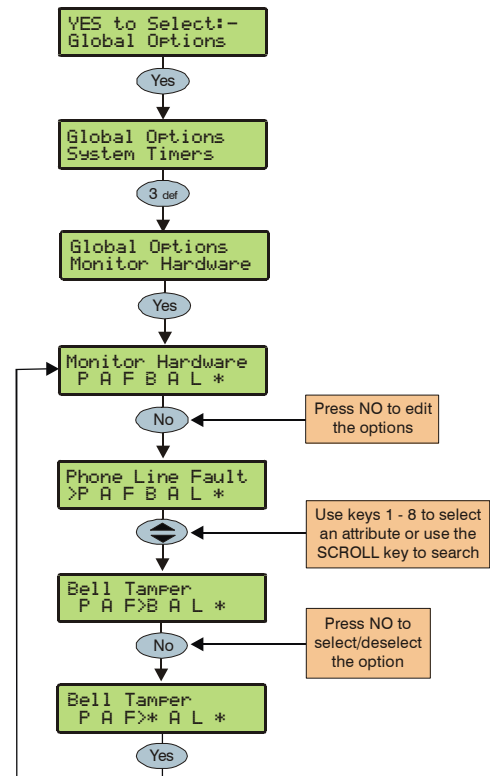 YES to Select:-
Global Options
Yes
Global Options
System Timers
3 def
Global Options
Monitor Hardware
Yes
Monitor Hardware
P A F B A L *
No
Press NO to edit
the options
Phone Line Fault
>P A F B A L *
Use keys 1 - 8 to select
an attribute or use the
SCROLL key to search
Bell Tamper
P A F>B A L *
No
Press NO to
select/deselect
the option
Bell Tamper
P A F>* A L *
Yes